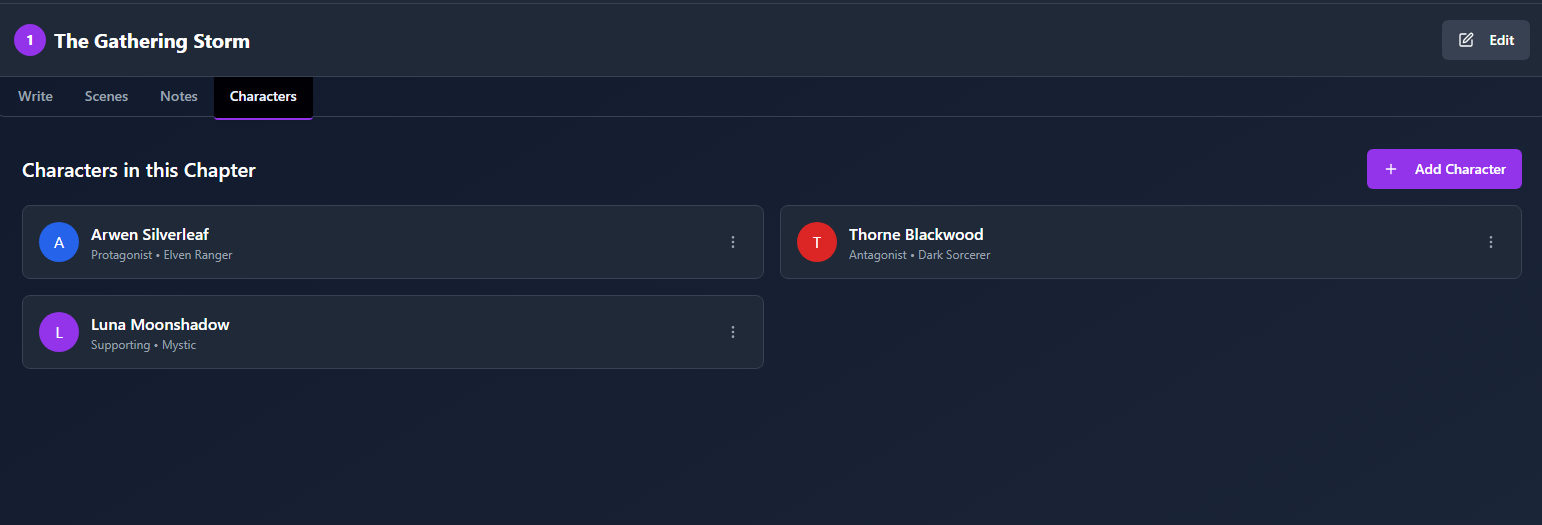 1 The Gathering Storm
Edit
Write Scenes Notes Characters
Characters in this Chapter
+ Add Character
A
Arwen Silverleaf
Protagonist • Elven Ranger
T
Thorne Blackwood
Antagonist • Dark Sorcerer
L
Luna Moonshadow
Supporting • Mystic